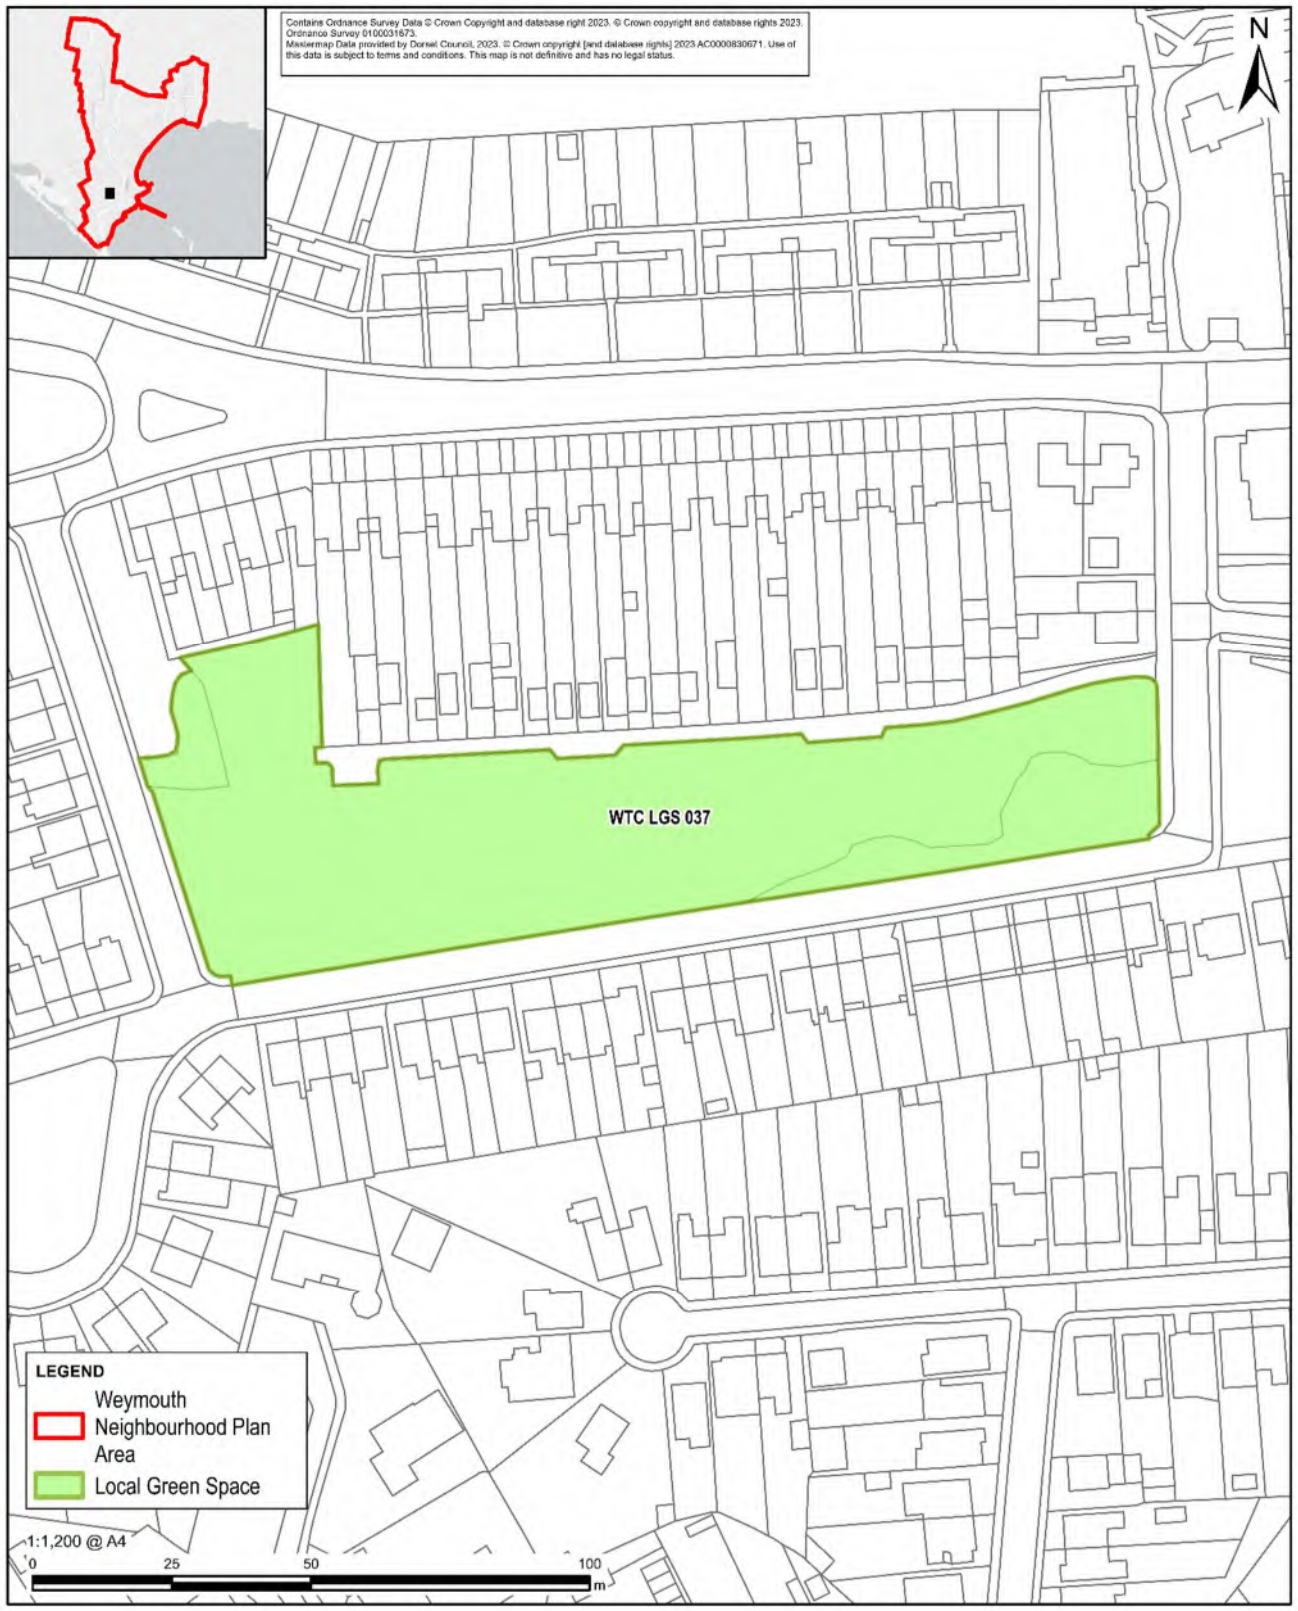 Contains Ordnance Survey Data © Crown Copyright and database right 2023. © Crown copyright and database rights 2023.
Ordnance Survey 0100031673.
Mastermap Data provided by Dorset Council, 2023. © Crown copyright [and database rights] 2023 AC0000830671. Use of
this data is subject to terms and conditions. This map is not definitive and has no legal status.
N
WTC LGS 037
LEGEND
Weymouth
Neighbourhood Plan
Area
Local Green Space
1:1,200 @ A4
0 25 50 100
m